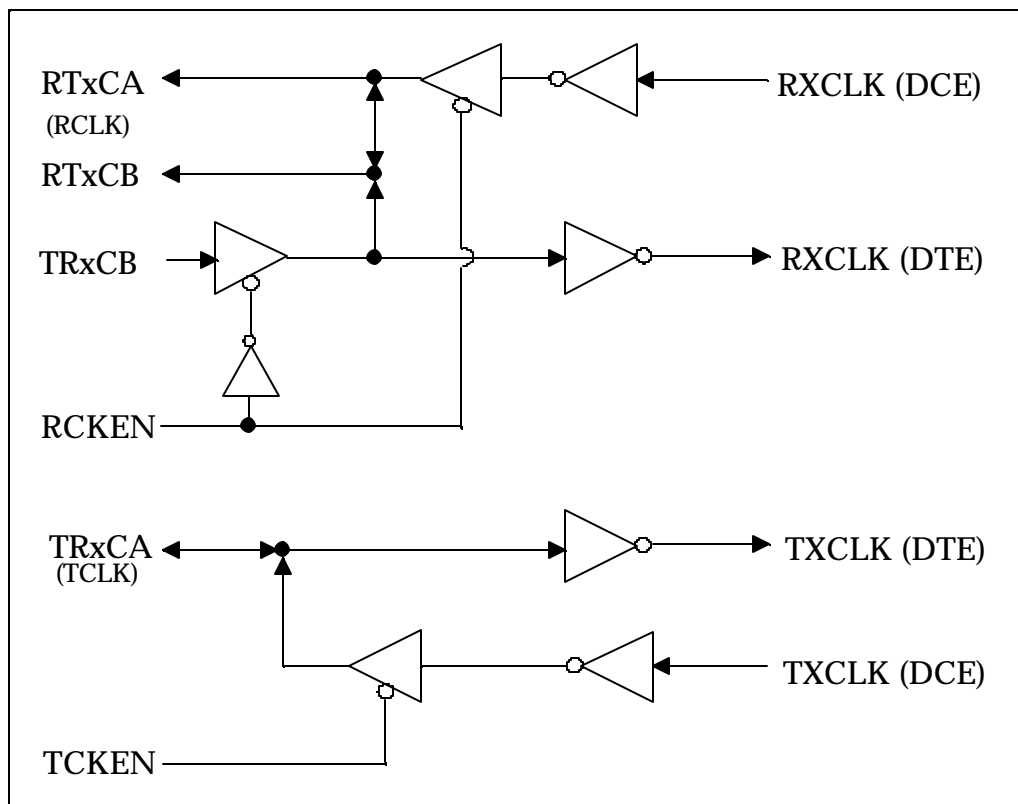 RTxCA
(RCLK)
RXCLK (DCE)
RTxCB
TRxCB
RXCLK (DTE)
RCKEN
TRxCA
(TCLK)
TXCLK (DTE)
TXCLK (DCE)
TCKEN